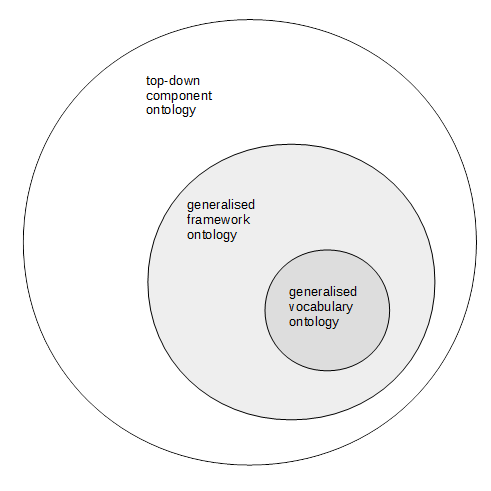 top-down
component
ontology
generalised
framework
ontology
generalised
vocabulary
ontology